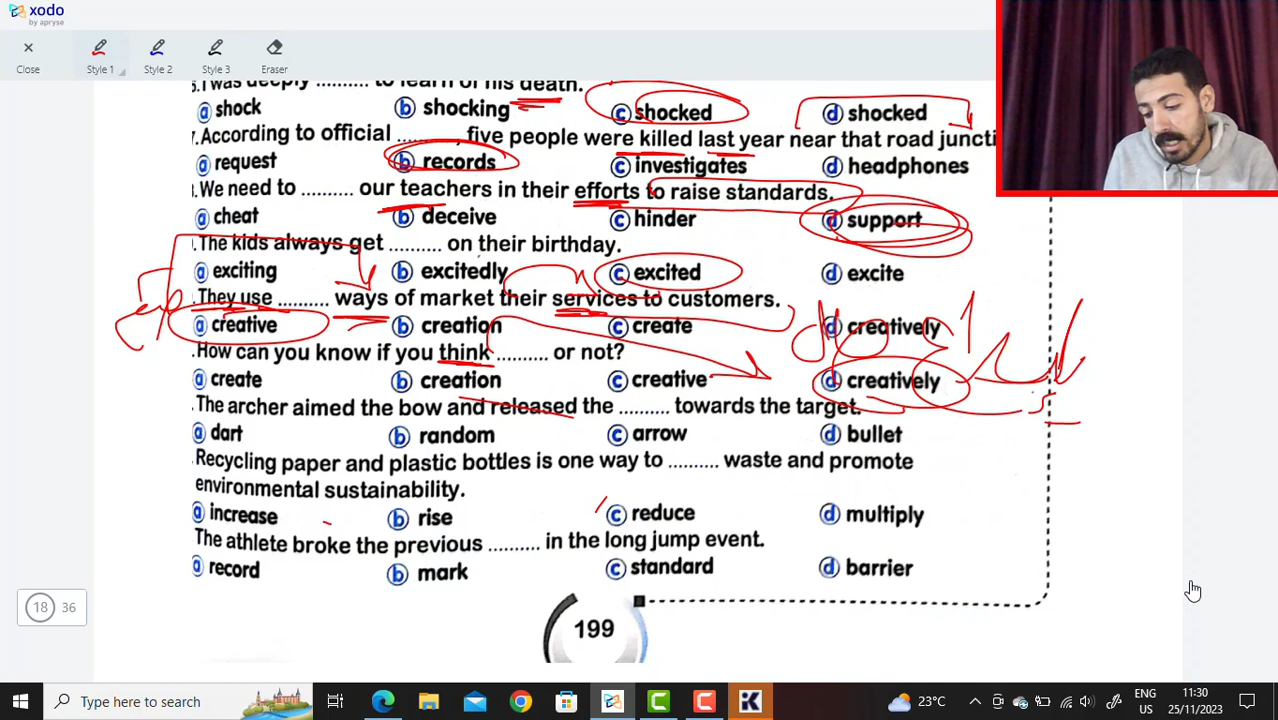 xodo
by apryse
Close
Style 1
Style 2
Style 3
Eraser
I was deeply .......... to learn of his death.
a shock b shocking c shocked d shocked
.According to official .........., five people were killed last year near that road juncti
a request b records c investigates d headphones
.We need to .......... our teachers in their efforts to raise standards.
a cheat b deceive c hinder d support
.The kids always get .......... on their birthday.
a exciting b excitedly c excited d excite
.They use .......... ways of market their services to customers.
a creative b creation c create d creatively
.How can you know if you think .......... or not?
a create b creation c creative d creatively
.The archer aimed the bow and released the .......... towards the target.
a dart b random c arrow d bullet
.Recycling paper and plastic bottles is one way to .......... waste and promote
environmental sustainability.
a increase b rise c reduce d multiply
.The athlete broke the previous .......... in the long jump event.
a record b mark c standard d barrier
18 36
199
Type here to search
23°C
ENG
US
11:30
25/11/2023